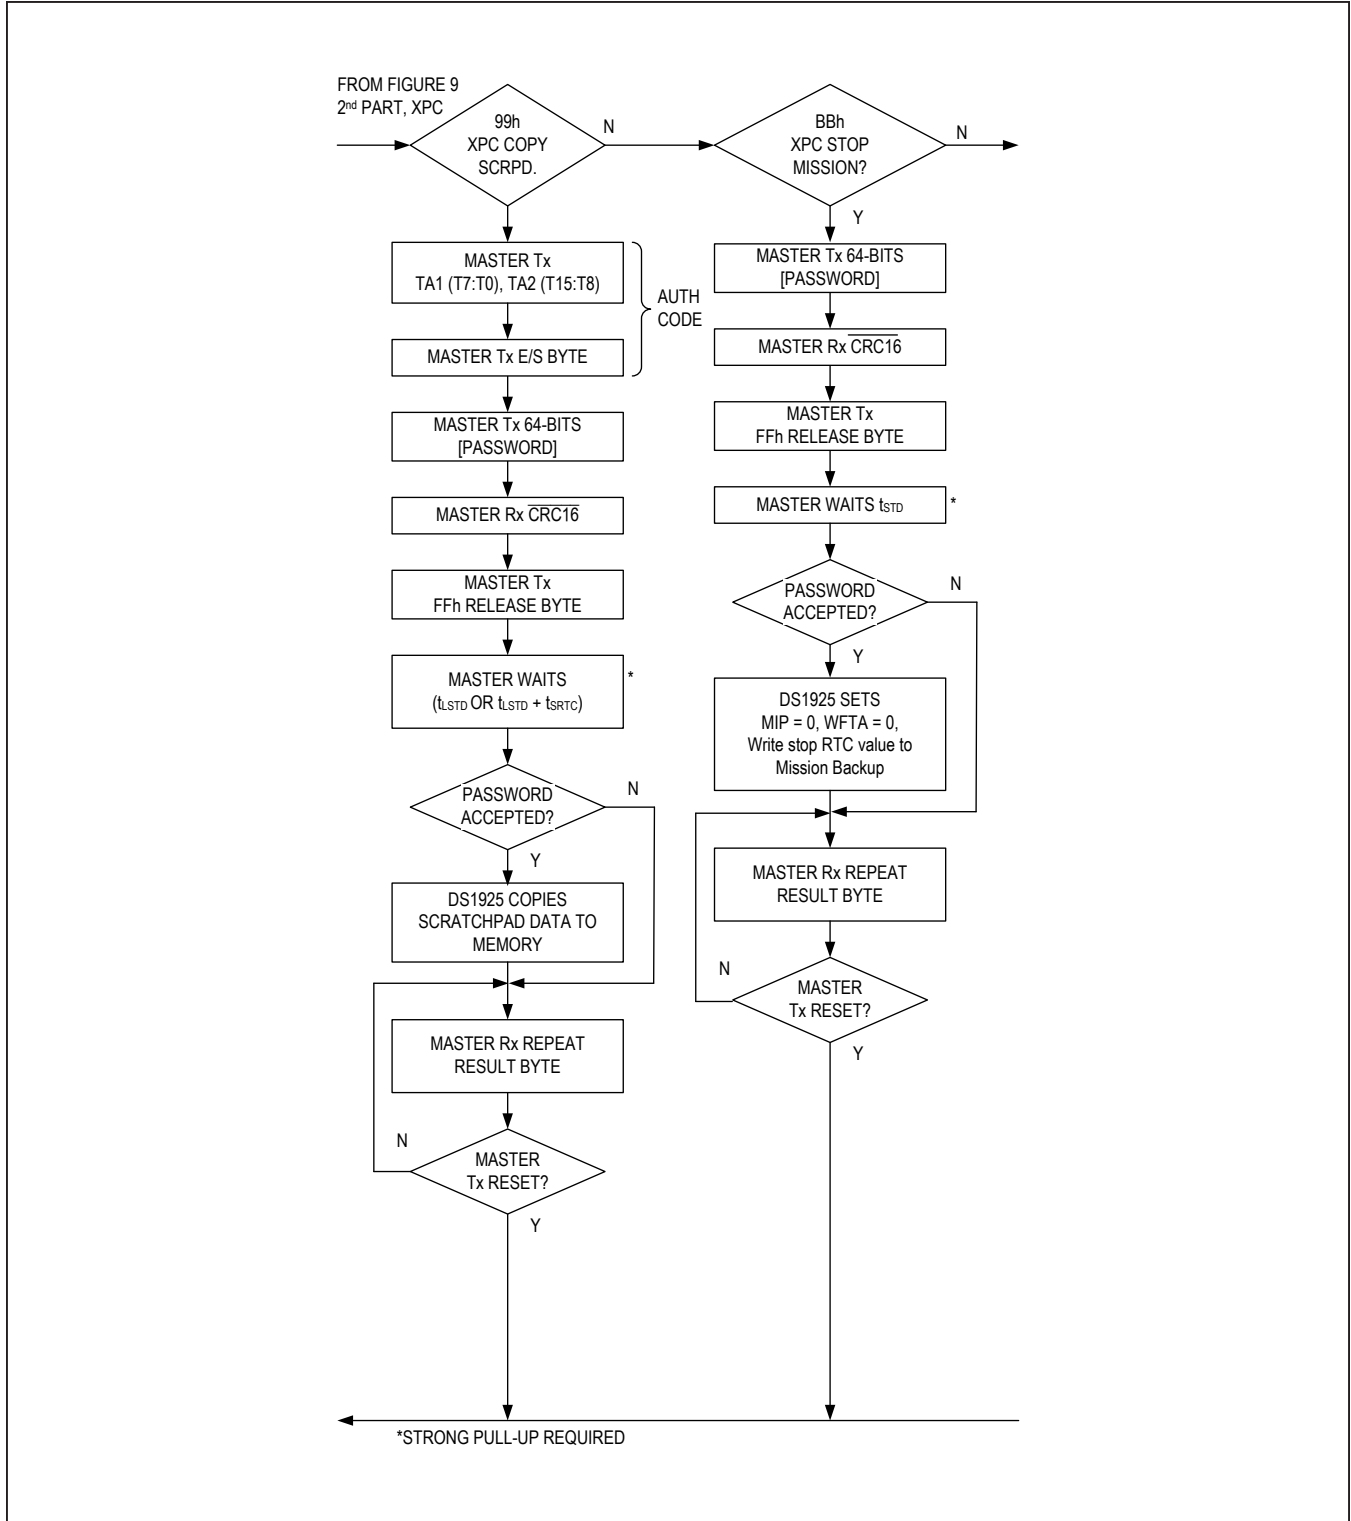 FROM FIGURE 9
2nd PART, XPC
99h
XPC COPY
SCRPD.
N
BBh
XPC STOP
MISSION?
N
Y
MASTER Tx
TA1 (T7:T0), TA2 (T15:T8)
AUTH
CODE
MASTER Tx E/S BYTE
MASTER Tx 64-BITS
[PASSWORD]
MASTER Rx CRC16
MASTER Tx
FFh RELEASE BYTE
MASTER WAITS
(tLSTD OR tLSTD + tSRTC)
*
PASSWORD
ACCEPTED?
N
Y
DS1925 COPIES
SCRATCHPAD DATA TO
MEMORY
MASTER Rx REPEAT
RESULT BYTE
N
MASTER
Tx RESET?
Y
MASTER Tx 64-BITS
[PASSWORD]
MASTER Rx CRC16
MASTER Tx
FFh RELEASE BYTE
MASTER WAITS tSTD
*
PASSWORD
ACCEPTED?
N
Y
DS1925 SETS
MIP = 0, WFTA = 0,
Write stop RTC value to
Mission Backup
MASTER Rx REPEAT
RESULT BYTE
N
MASTER
Tx RESET?
Y
*STRONG PULL-UP REQUIRED